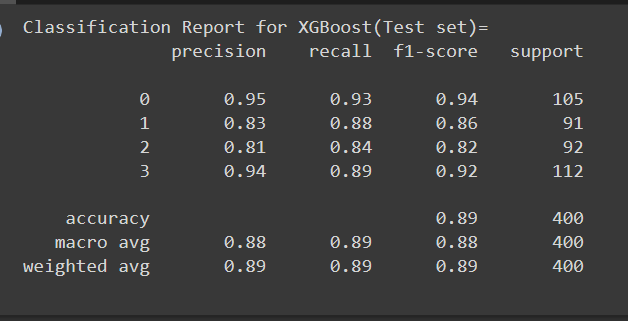 Classification Report for XGBoost(Test set)=
precision recall f1-score support
0 0.95 0.93 0.94 105
1 0.83 0.88 0.86 91
2 0.81 0.84 0.82 92
3 0.94 0.89 0.92 112
accuracy 0.89 400
macro avg 0.88 0.89 0.88 400
weighted avg 0.89 0.89 0.89 400